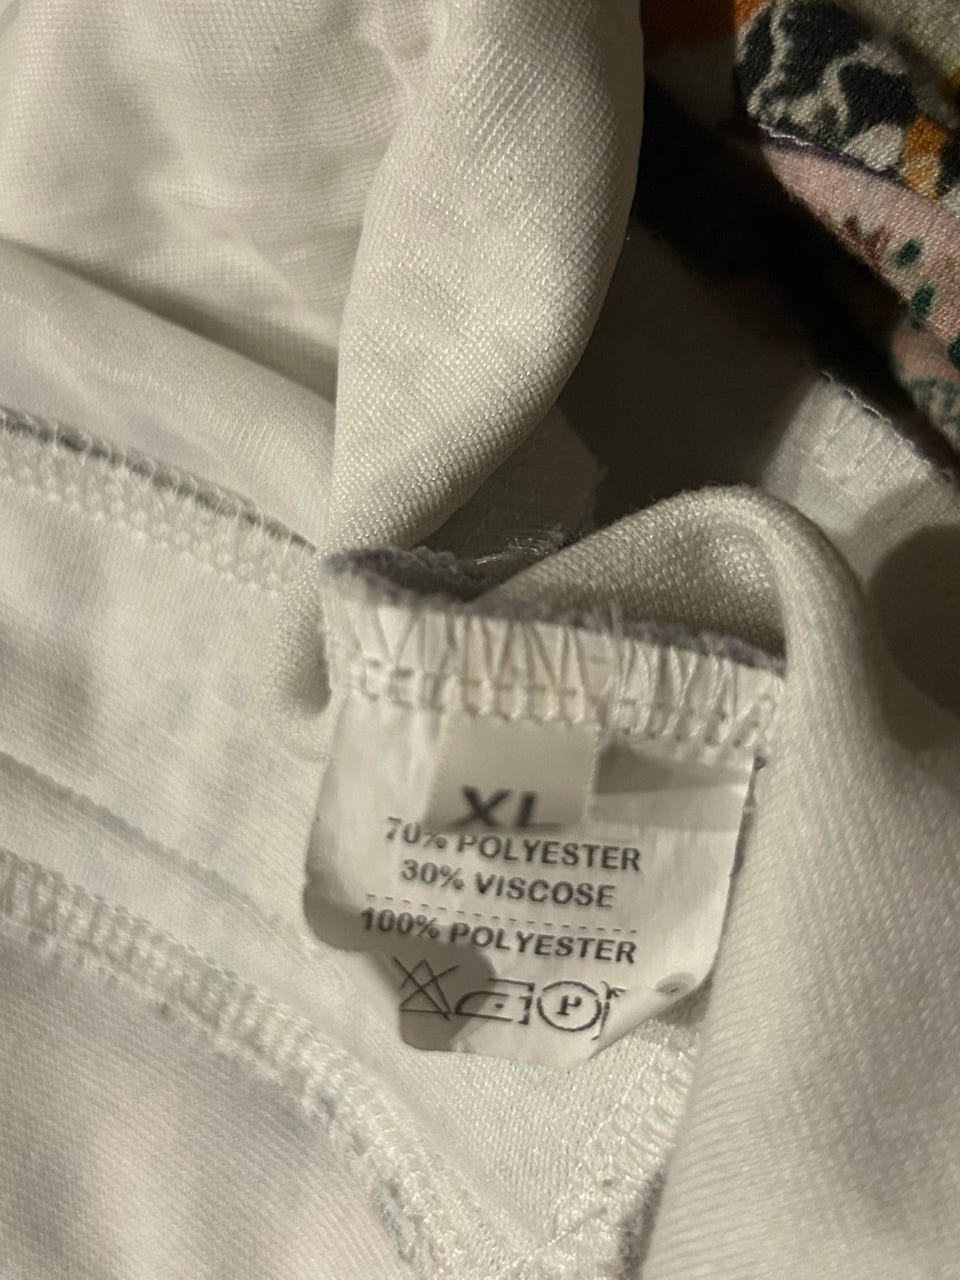 XL
70% POLYESTER
30% VISCOSE
100% POLYESTER
P